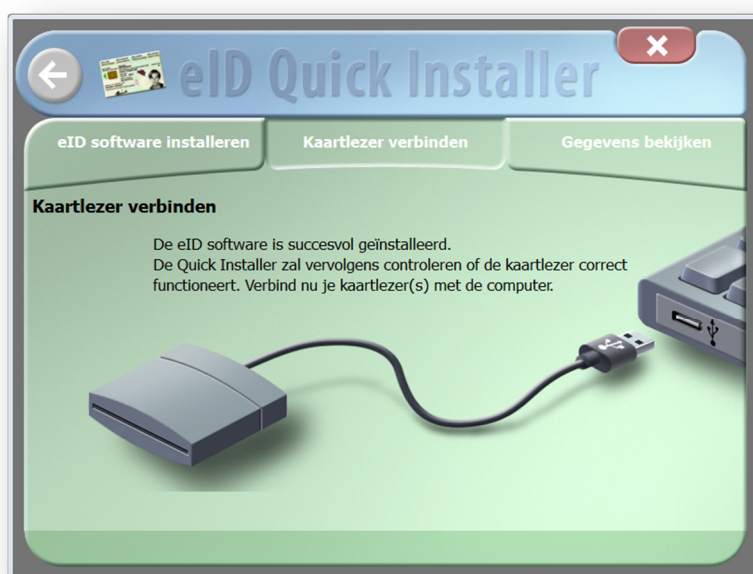 eID Quick Installer
eID software installeren
Kaartlezer verbinden
Gegevens bekijken
Kaartlezer verbinden
De eID software is succesvol geïnstalleerd.
De Quick Installer zal vervolgens controleren of de kaartlezer correct
functioneert. Verbind nu je kaartlezer(s) met de computer.